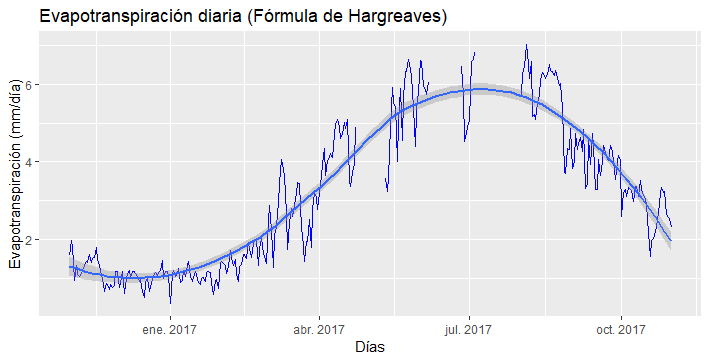 Evapotranspiración diaria (Fórmula de Hargreaves)
Evapotranspiración (mm/día)
6
4
2
ene. 2017
abr. 2017
jul. 2017
oct. 2017
Días